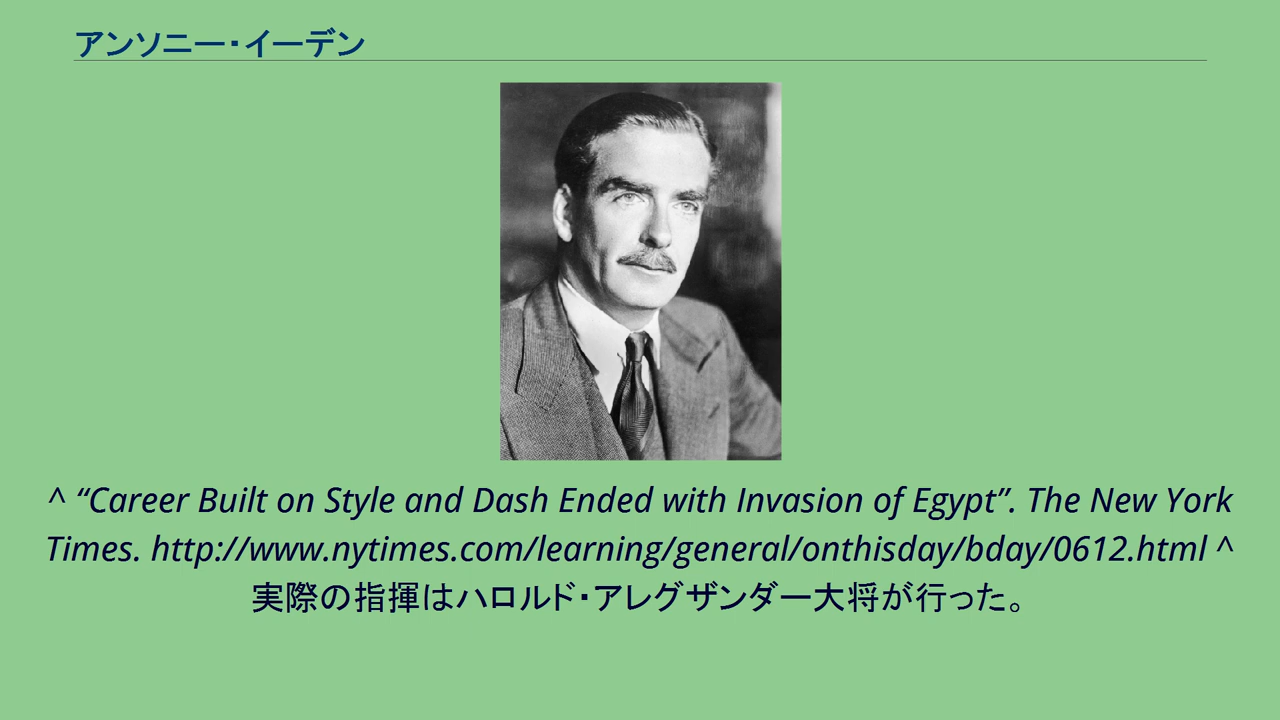 アンソニー・イーデン
^ “Career Built on Style and Dash Ended with Invasion of Egypt”. The New York
Times. http://www.nytimes.com/learning/general/onthisday/bday/0612.html ^
実際の指揮はハロルド・アレグザンダー大将が行った。